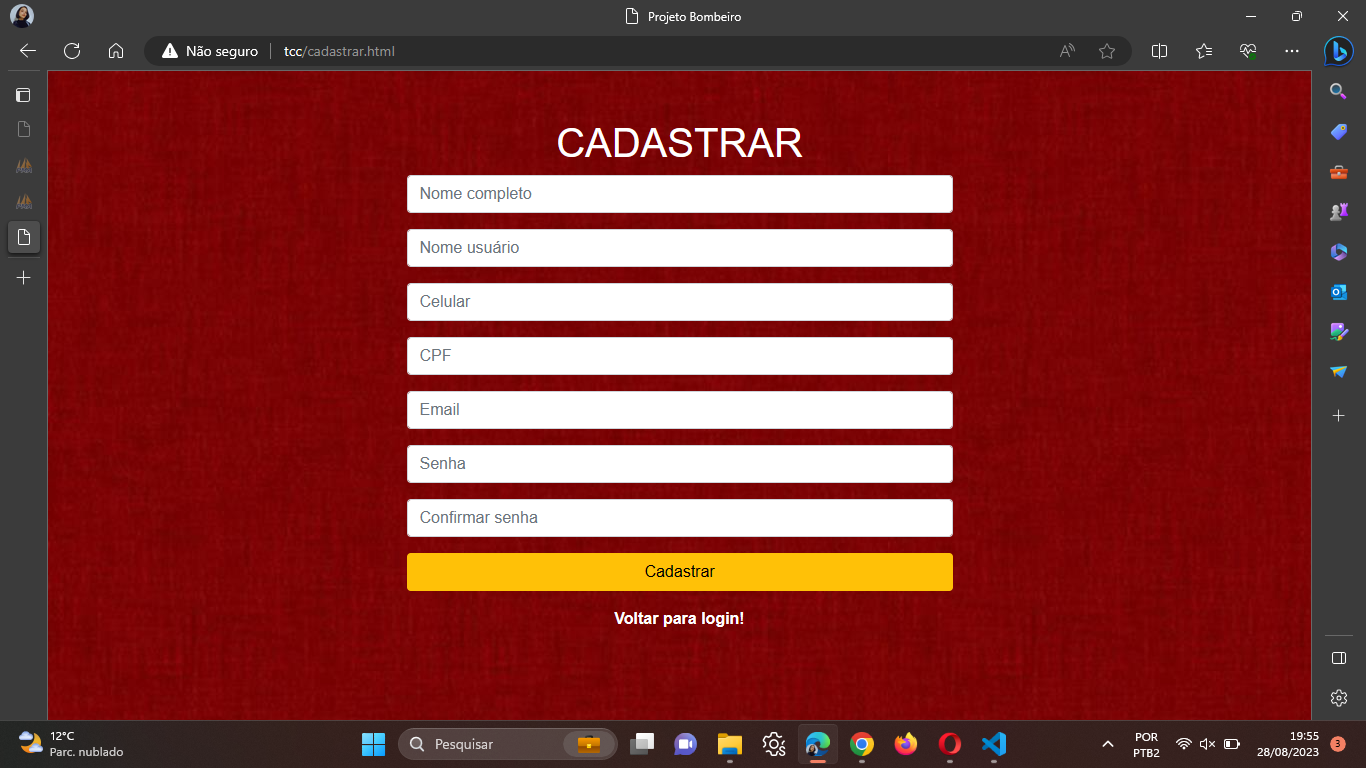 Projeto Bombeiro
Não seguro
tcc/cadastrar.html
CADASTRAR
Nome completo
Nome usuário
Celular
CPF
Email
Senha
Confirmar senha
Cadastrar
Voltar para login!
12°C
Parc. nublado
Pesquisar
POR
PTB2
19:55
28/08/2023
3